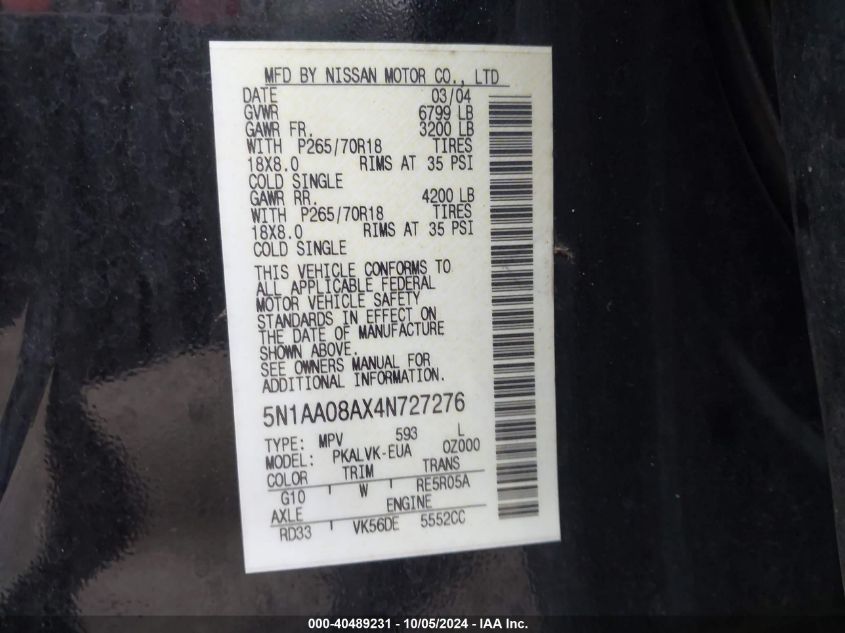 MFD BY NISSAN MOTOR CO., LTD
DATE 03/04
GVWR 6799 LB
GAWR FR. 3200 LB
WITH P265/70R18 TIRES
18X8.0 RIMS AT 35 PSI
COLD SINGLE
GAWR RR. 4200 LB
WITH P265/70R18 TIRES
18X8.0 RIMS AT 35 PSI
COLD SINGLE
THIS VEHICLE CONFORMS TO
ALL APPLICABLE FEDERAL
MOTOR VEHICLE SAFETY
STANDARDS IN EFFECT ON
THE DATE OF MANUFACTURE
SHOWN ABOVE.
SEE OWNERS MANUAL FOR
ADDITIONAL INFORMATION.
5N1AA08AX4N727276
TYPE: MPV 593 L
MODEL: PKALVK-EUA 0Z000
COLOR TRIM TRANS
G10 W RE5R05A
AXLE ENGINE
RD33 VK56DE 5552CC
000-40489231 - 10/05/2024 - IAA Inc.